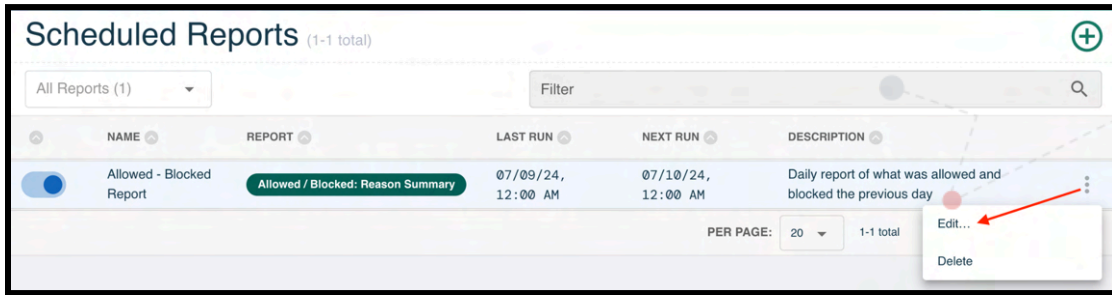 Scheduled Reports (1-1 total)
All Reports (1)
Filter
NAME REPORT LAST RUN NEXT RUN DESCRIPTION
Allowed - Blocked
Report
Allowed / Blocked: Reason Summary
07/09/24,
12:00 AM
07/10/24,
12:00 AM
Daily report of what was allowed and
blocked the previous day
PER PAGE: 20 1-1 total
Edit...
Delete